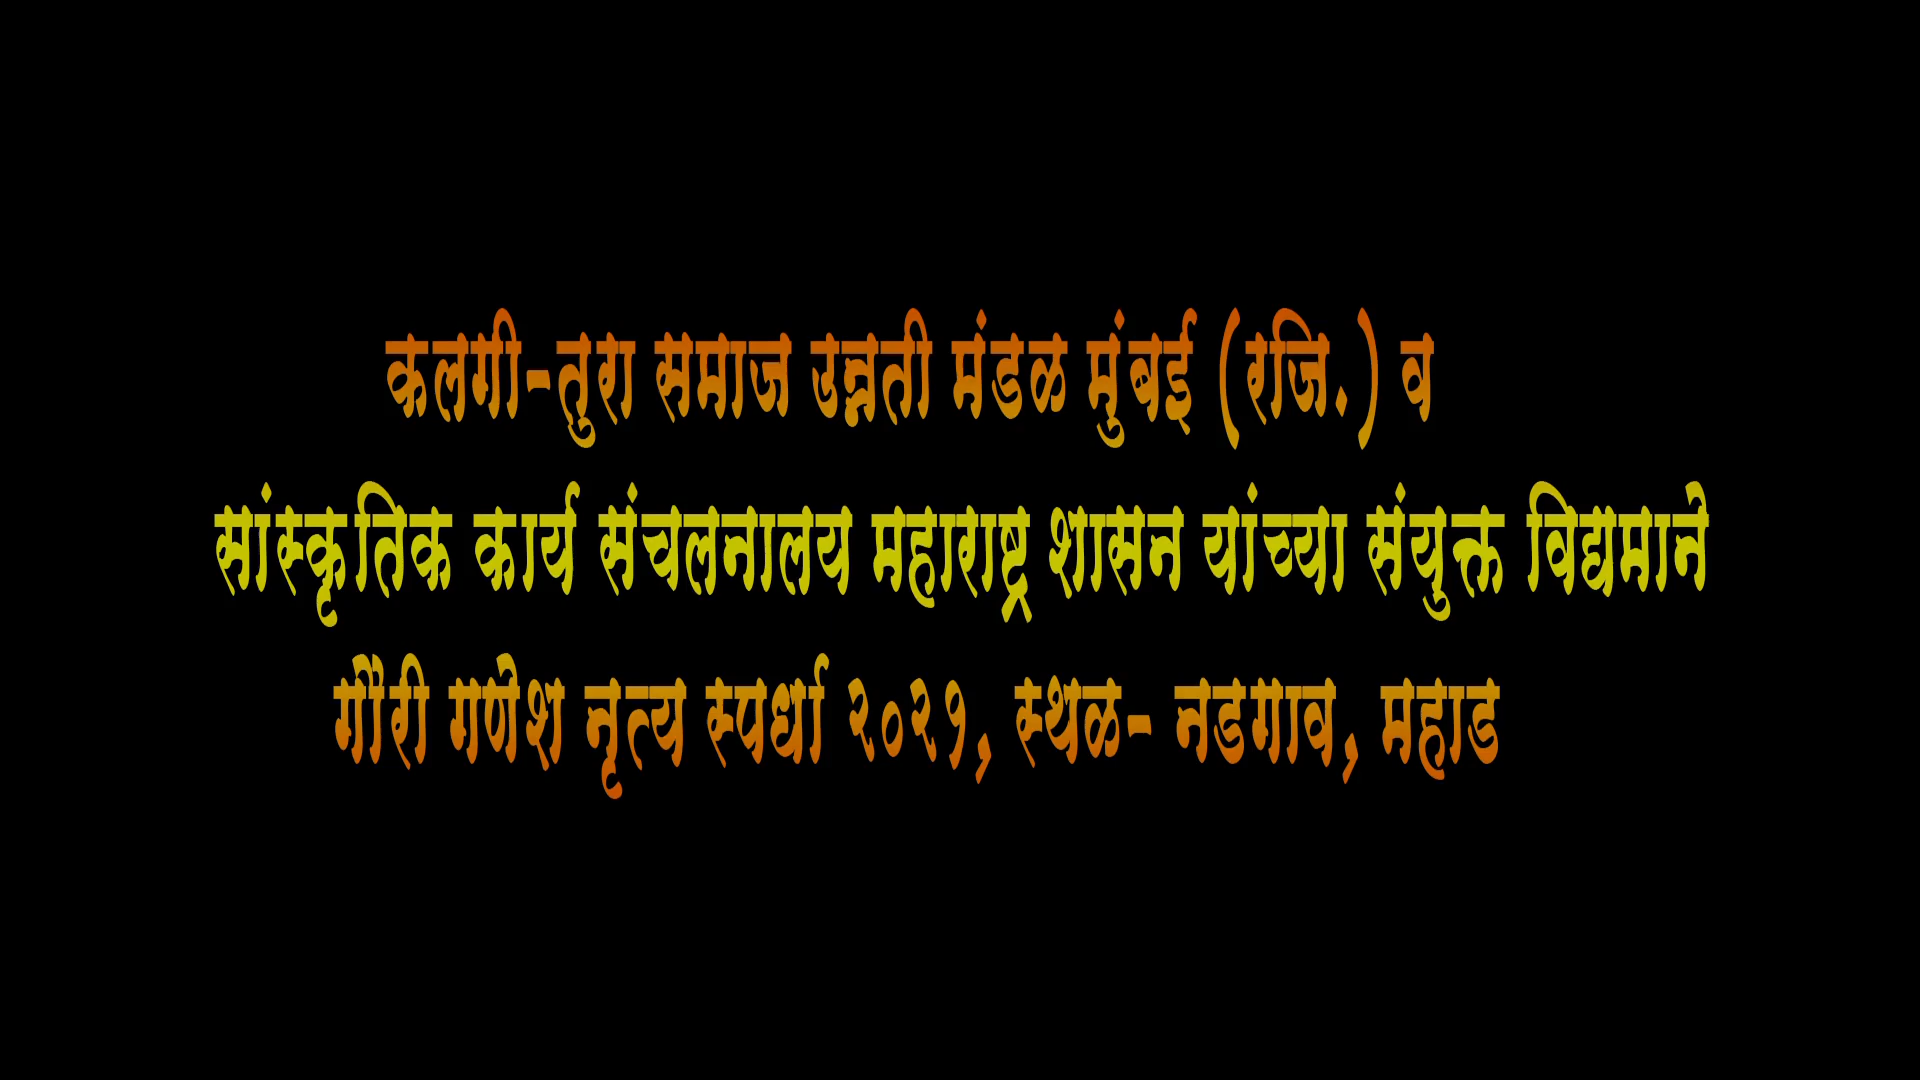 कलगी-तुरा समाज उन्नती मंडळ मुंबई (रजि.) व
सांस्कृतिक कार्य संचलनालय महाराष्ट्र शासन यांच्या संयुक्त विद्यमाने
गौरी गणेश नृत्य स्पर्धा २०२१, स्थळ- नडगाव, महाड